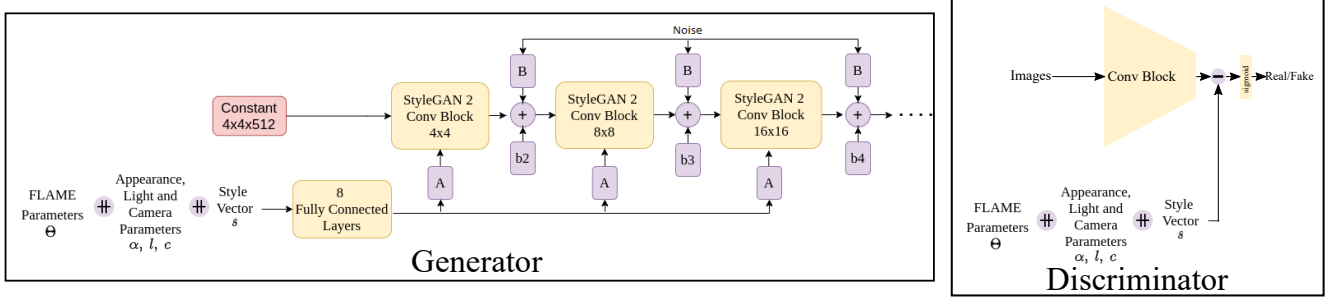 Noise
B
B
B
Constant
4x4x512
StyleGAN 2
Conv Block
4x4
+
StyleGAN 2
Conv Block
8x8
+
StyleGAN 2
Conv Block
16x16
+
. . . .
b2
b3
b4
A
A
A
FLAME
Parameters
Θ
⧺
Appearance,
Light and
Camera
Parameters
α, l, c
⧺
Style
Vector
ŝ
8
Fully Connected
Layers
Generator
Images
Conv Block
−
sigmoid
Real/Fake
FLAME
Parameters
Θ
⧺
Appearance,
Light and
Camera
Parameters
α, l, c
⧺
Style
Vector
ŝ
Discriminator